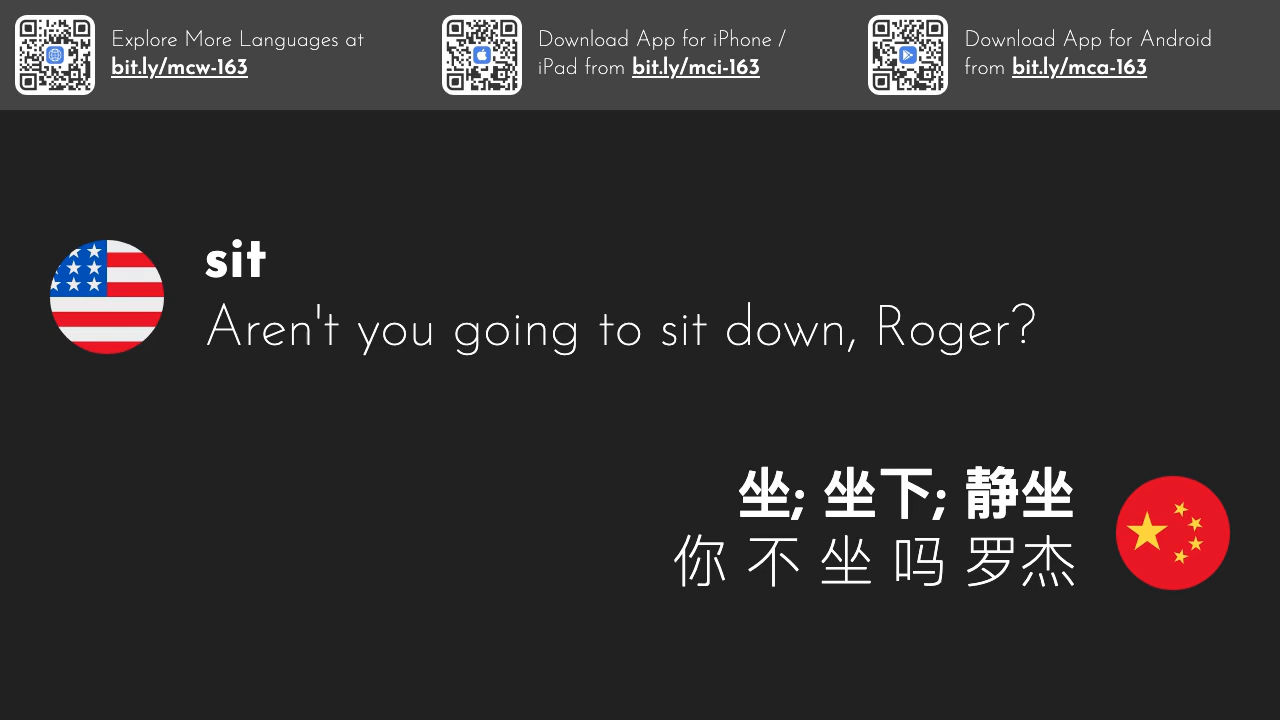 Explore More Languages at
bit.ly/mcw-163
Download App for iPhone /
iPad from bit.ly/mci-163
Download App for Android
from bit.ly/mca-163
sit
Aren't you going to sit down, Roger?
坐; 坐下; 静坐
你 不 坐 吗 罗杰